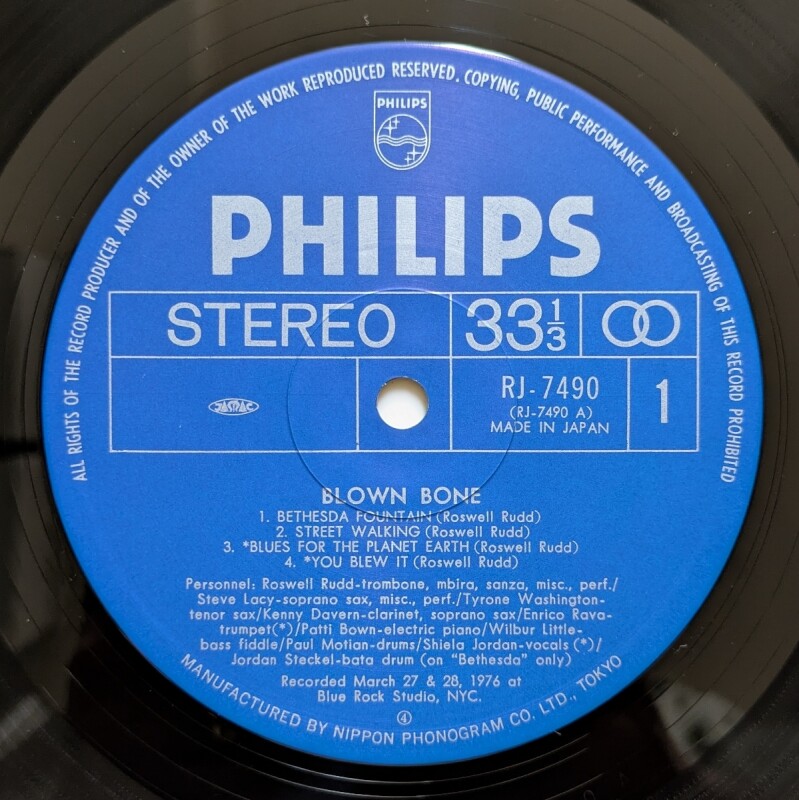 ALL RIGHTS OF THE RECORD PRODUCER AND OF THE OWNER OF THE WORK REPRODUCED RESERVED. COPYING, PUBLIC PERFORMANCE AND BROADCASTING OF THIS RECORD PROHIBITED
PHILIPS
PHILIPS
STEREO 33 1/3
JASRAC RJ-7490 1
(RJ-7490 A)
MADE IN JAPAN
BLOWN BONE
1. BETHESDA FOUNTAIN (Roswell Rudd)
2. STREET WALKING (Roswell Rudd)
3. *BLUES FOR THE PLANET EARTH (Roswell Rudd)
4. *YOU BLEW IT (Roswell Rudd)
Personnel: Roswell Rudd-trombone, mbira, sanza, misc., perf./
Steve Lacy-soprano sax, misc., perf./Tyrone Washington-
tenor sax/Kenny Davern-clarinet, soprano sax/Enrico Rava-
trumpet(*)/Patti Bown-electric piano/Wilbur Little-
bass fiddle/Paul Motian-drums/Shiela Jordan-vocals (*)/
Jordan Steckel-bata drum (on "Bethesda" only)
Recorded March 27 & 28, 1976 at
Blue Rock Studio, NYC.
④
MANUFACTURED BY NIPPON PHONOGRAM CO. LTD., TOKYO